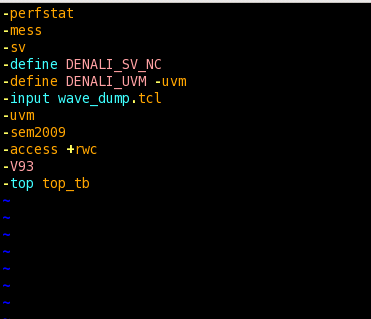 -perfstat
-mess
-sv
-define DENALI_SV_NC
-define DENALI_UVM -uvm
-input wave_dump.tcl
-uvm
-sem2009
-access +rwc
-V93
-top top_tb
~
~
~
~
~
~
~
~